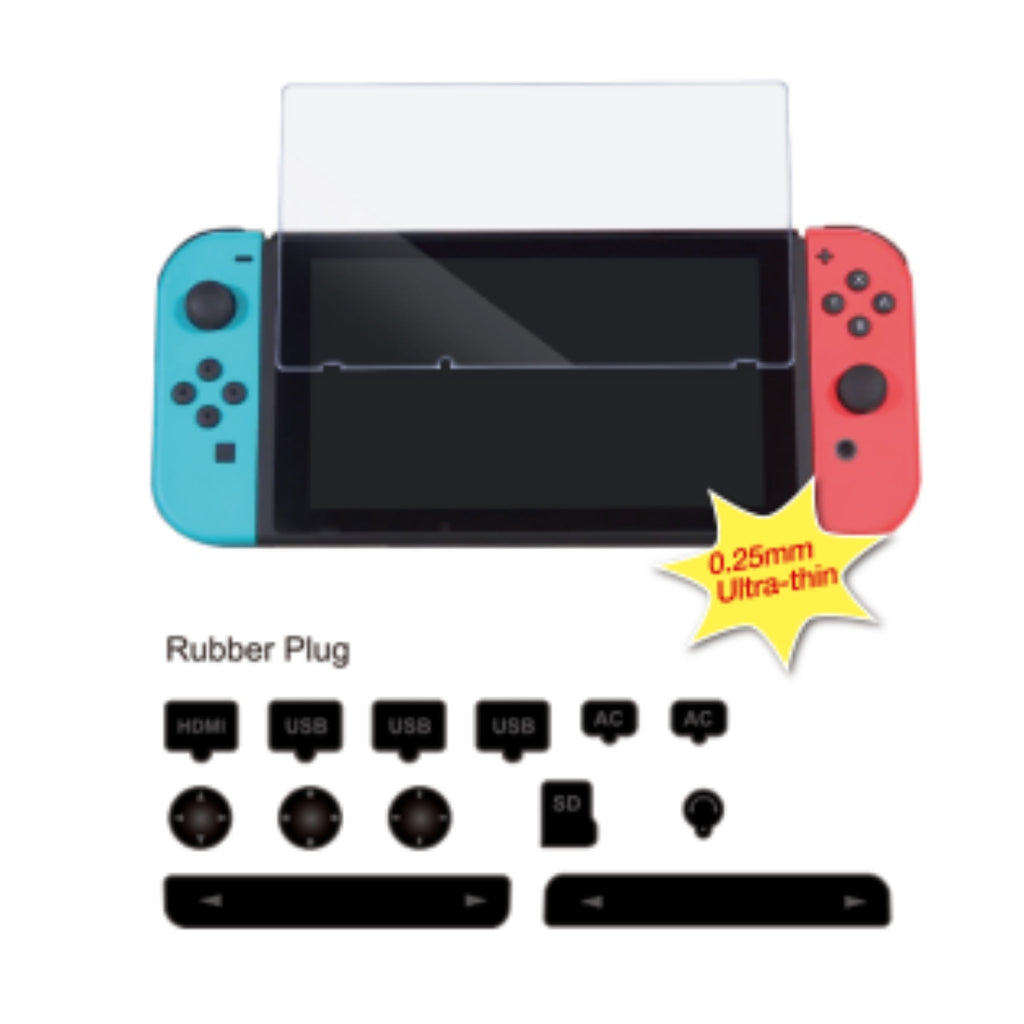 X
Y
A
B
0.25mm
Ultra-thin
Rubber Plug
HDMI
USB
USB
USB
AC
AC
SD